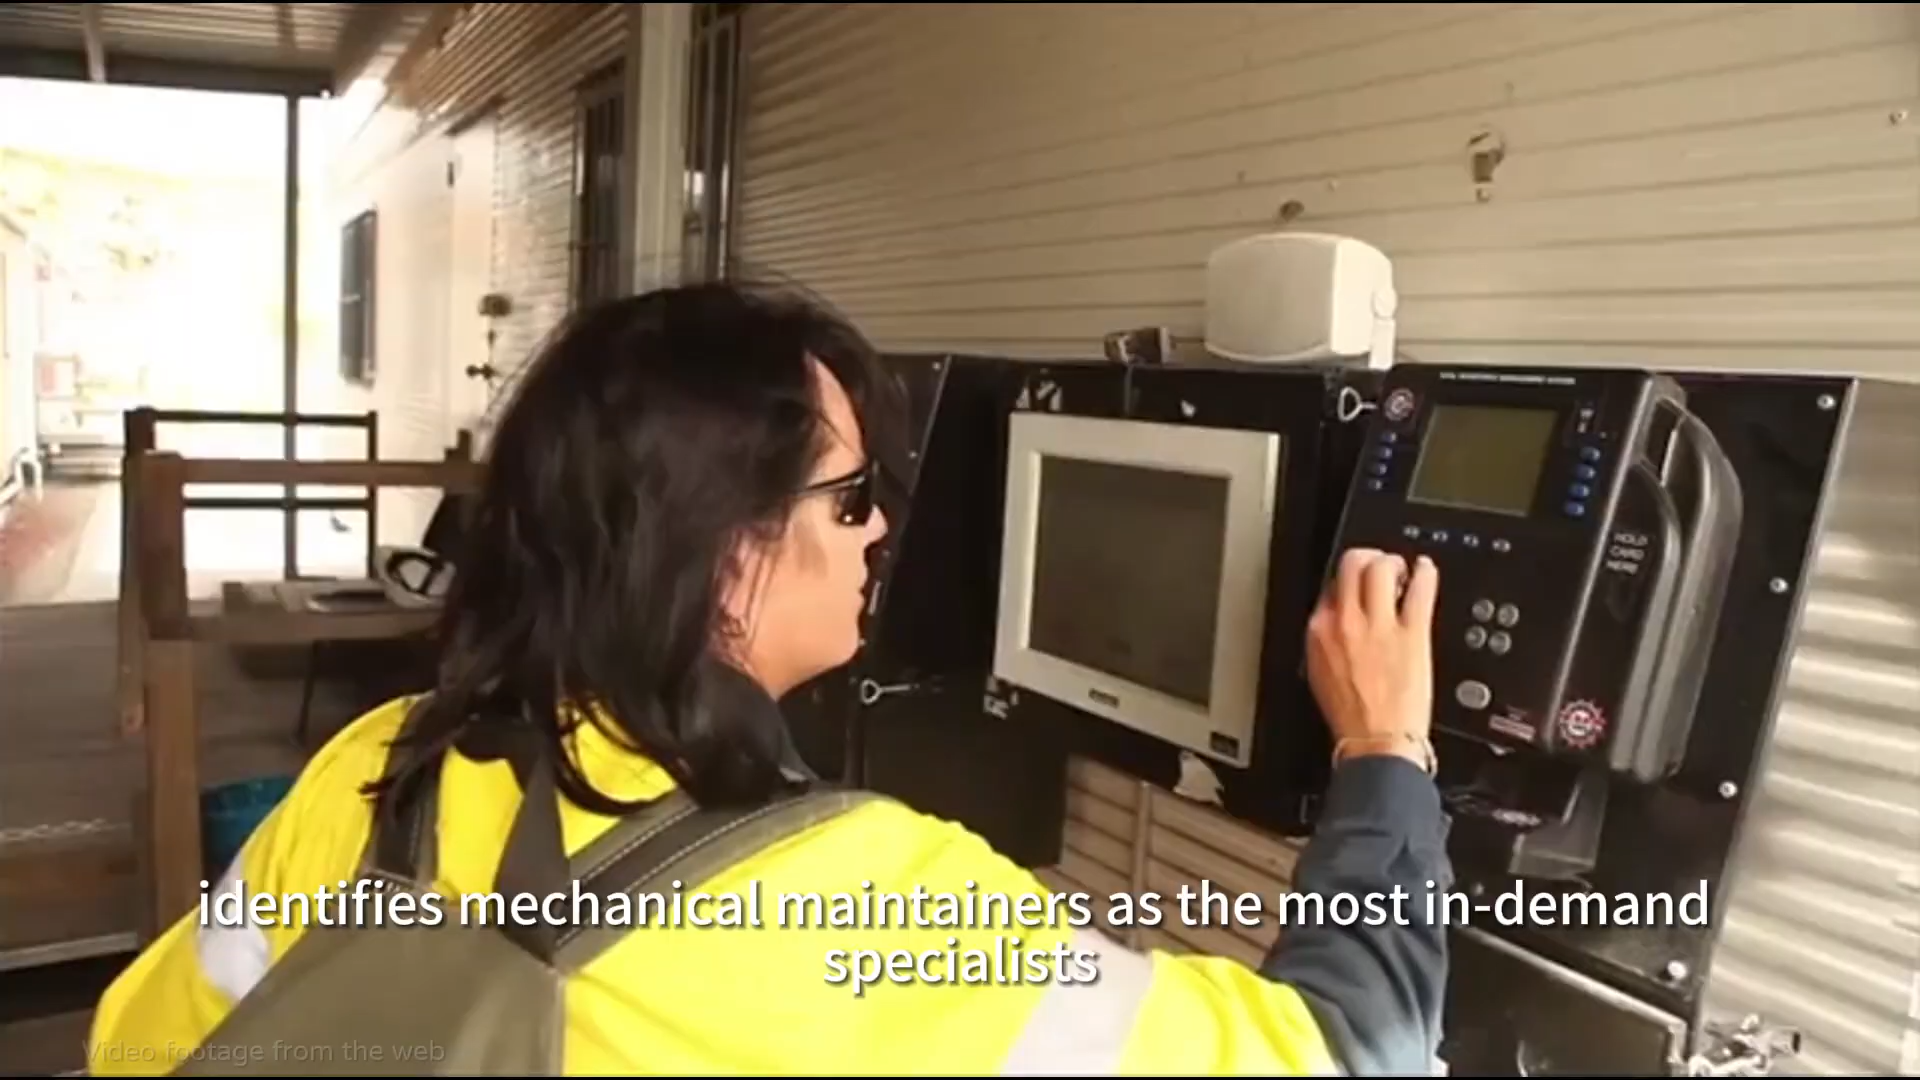 HOLD
CARD
HERE
identifies mechanical maintainers as the most in-demand
specialists
Video footage from the web